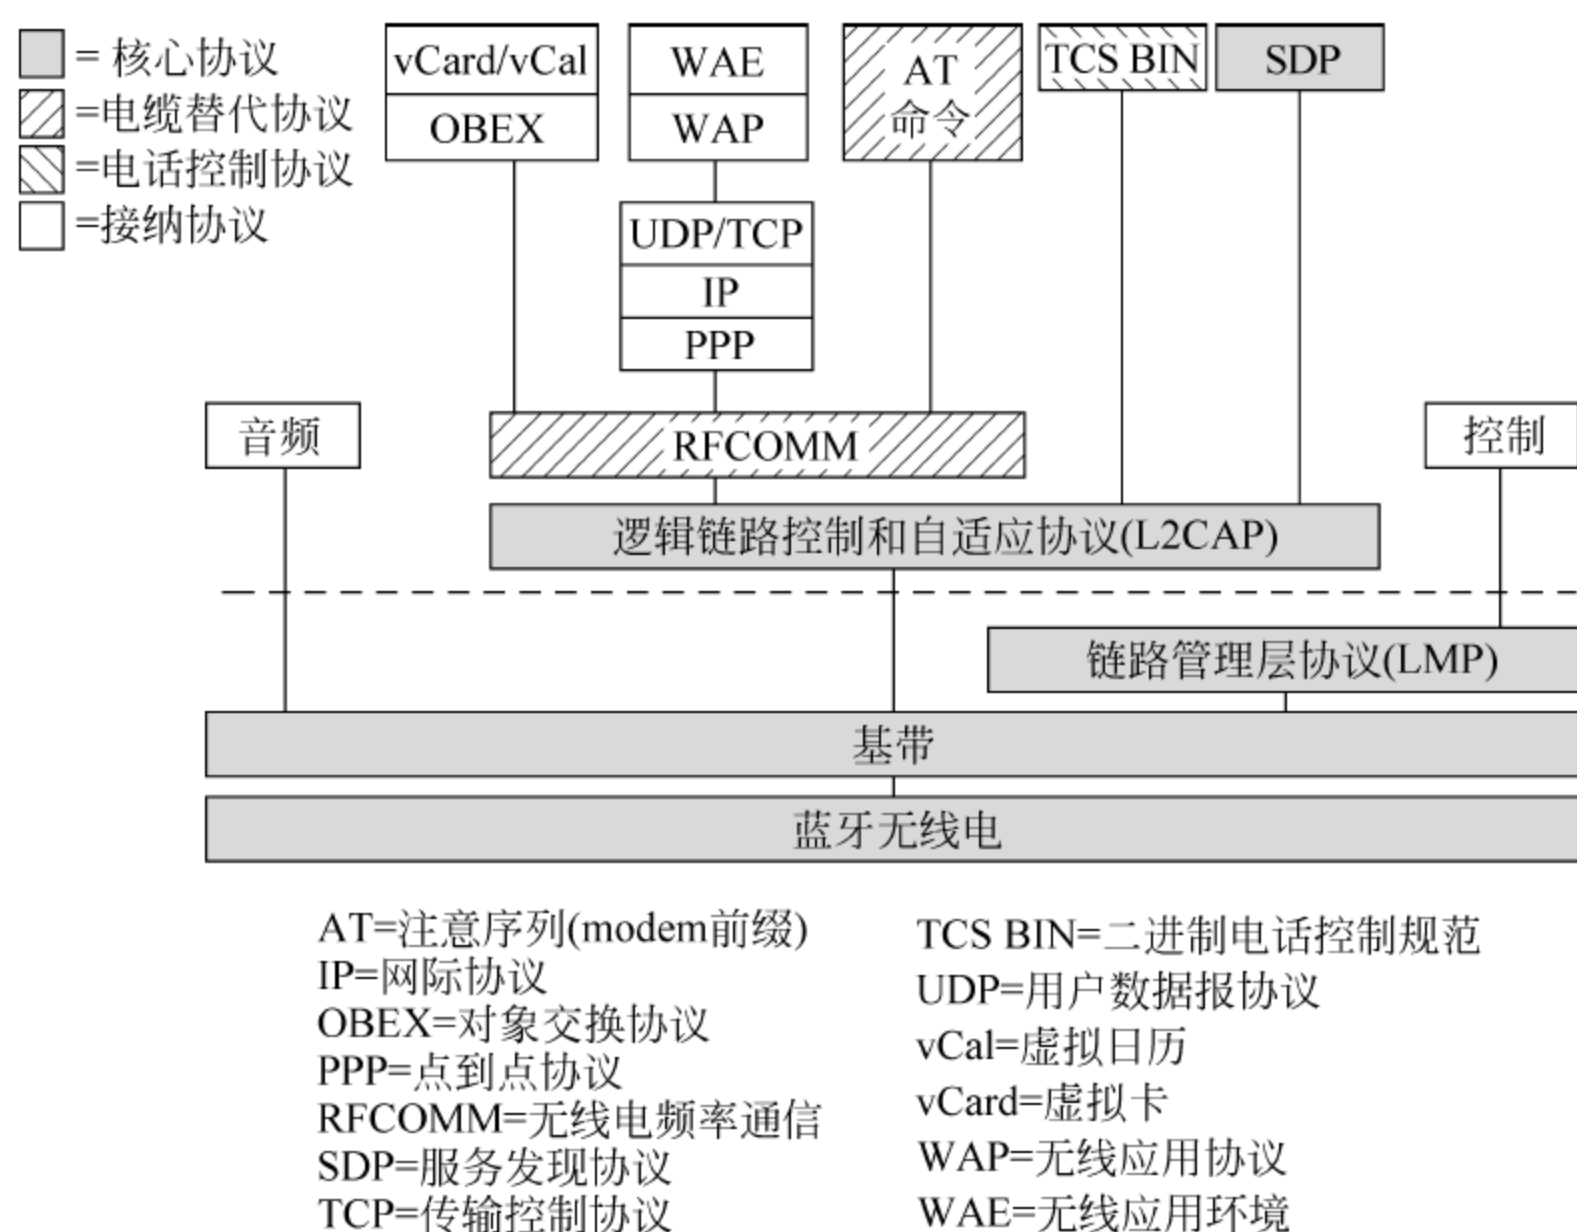 = 核心协议
=电缆替代协议
=电话控制协议
=接纳协议
vCard/vCal
OBEX
WAE
WAP
UDP/TCP
IP
PPP
AT
命令
TCS BIN
SDP
音频
RFCOMM
控制
逻辑链路控制和自适应协议(L2CAP)
链路管理层协议(LMP)
基带
蓝牙无线电
AT=注意序列(modem前缀)
IP=网际协议
OBEX=对象交换协议
PPP=点到点协议
RFCOMM=无线电频率通信
SDP=服务发现协议
TCP=传输控制协议
TCS BIN=二进制电话控制规范
UDP=用户数据报协议
vCal=虚拟日历
vCard=虚拟卡
WAP=无线应用协议
WAE=无线应用环境